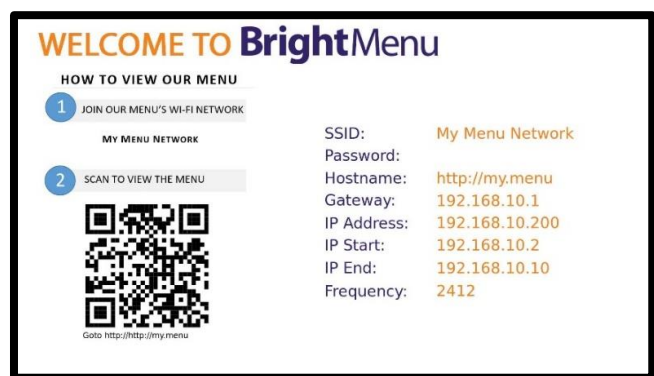 WELCOME TO BrightMenu
HOW TO VIEW OUR MENU
1 JOIN OUR MENU'S WI-FI NETWORK
MY MENU NETWORK
2 SCAN TO VIEW THE MENU
Goto http://http://my.menu
SSID: My Menu Network
Password:
Hostname: http://my.menu
Gateway: 192.168.10.1
IP Address: 192.168.10.200
IP Start: 192.168.10.2
IP End: 192.168.10.10
Frequency: 2412